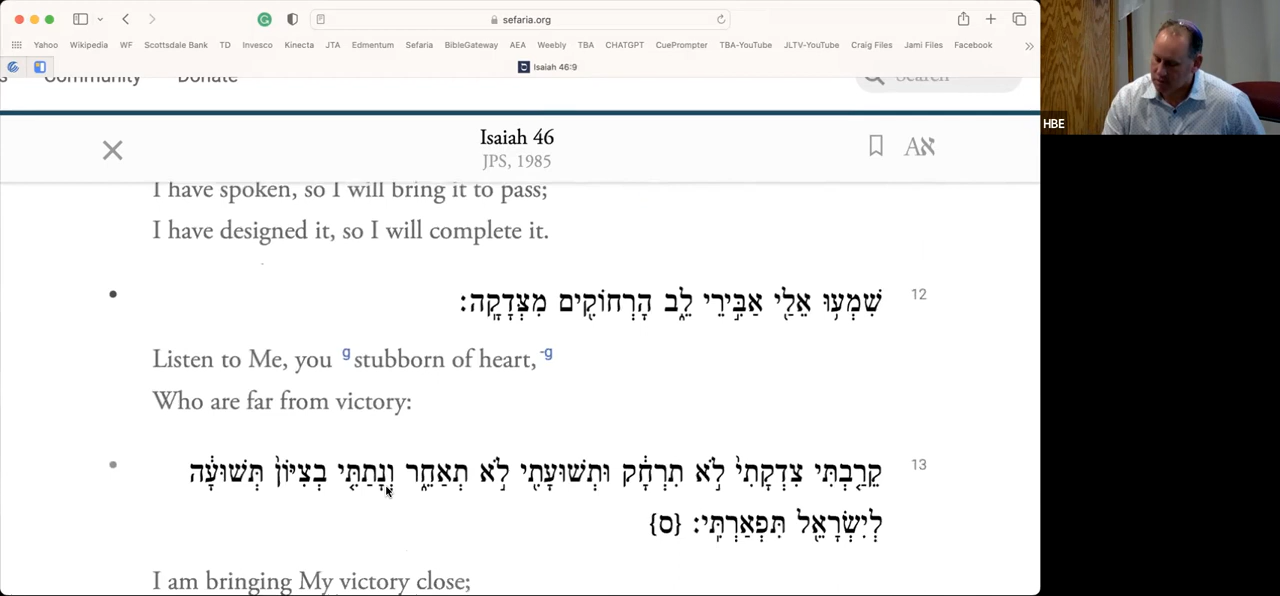 sefaria.org
Yahoo Wikipedia WF Scottsdale Bank TD Invesco Kinecta JTA Edmentum Sefaria BibleGateway AEA Weebly TBA CHATGPT CuePrompter TBA-YouTube JLTV-YouTube Craig Files Jami Files Facebook
Isaiah 46:9
s Community Donate Search
HBE
Isaiah 46
JPS, 1985
I have spoken, so I will bring it to pass;
I have designed it, so I will complete it.
12
שִׁמְע֥וּ אֵלַ֖י אַבִּ֣ירֵי לֵ֑ב הָרְחוֹקִ֖ים מִצְּדָקָֽה׃
Listen to Me, you g stubborn of heart, -g
Who are far from victory:
13
קֵרַ֤בְתִּי צִדְקָתִי֙ לֹ֣א תִרְחָ֔ק וּתְשׁוּעָתִ֖י לֹ֣א תְאַחֵ֑ר וְנָתַתִּ֤י בְצִיּוֹן֙ תְּשׁוּעָ֔ה
לְיִשְׂרָאֵ֖ל תִּפְאַרְתִּֽי׃ {ס}
I am bringing My victory close;